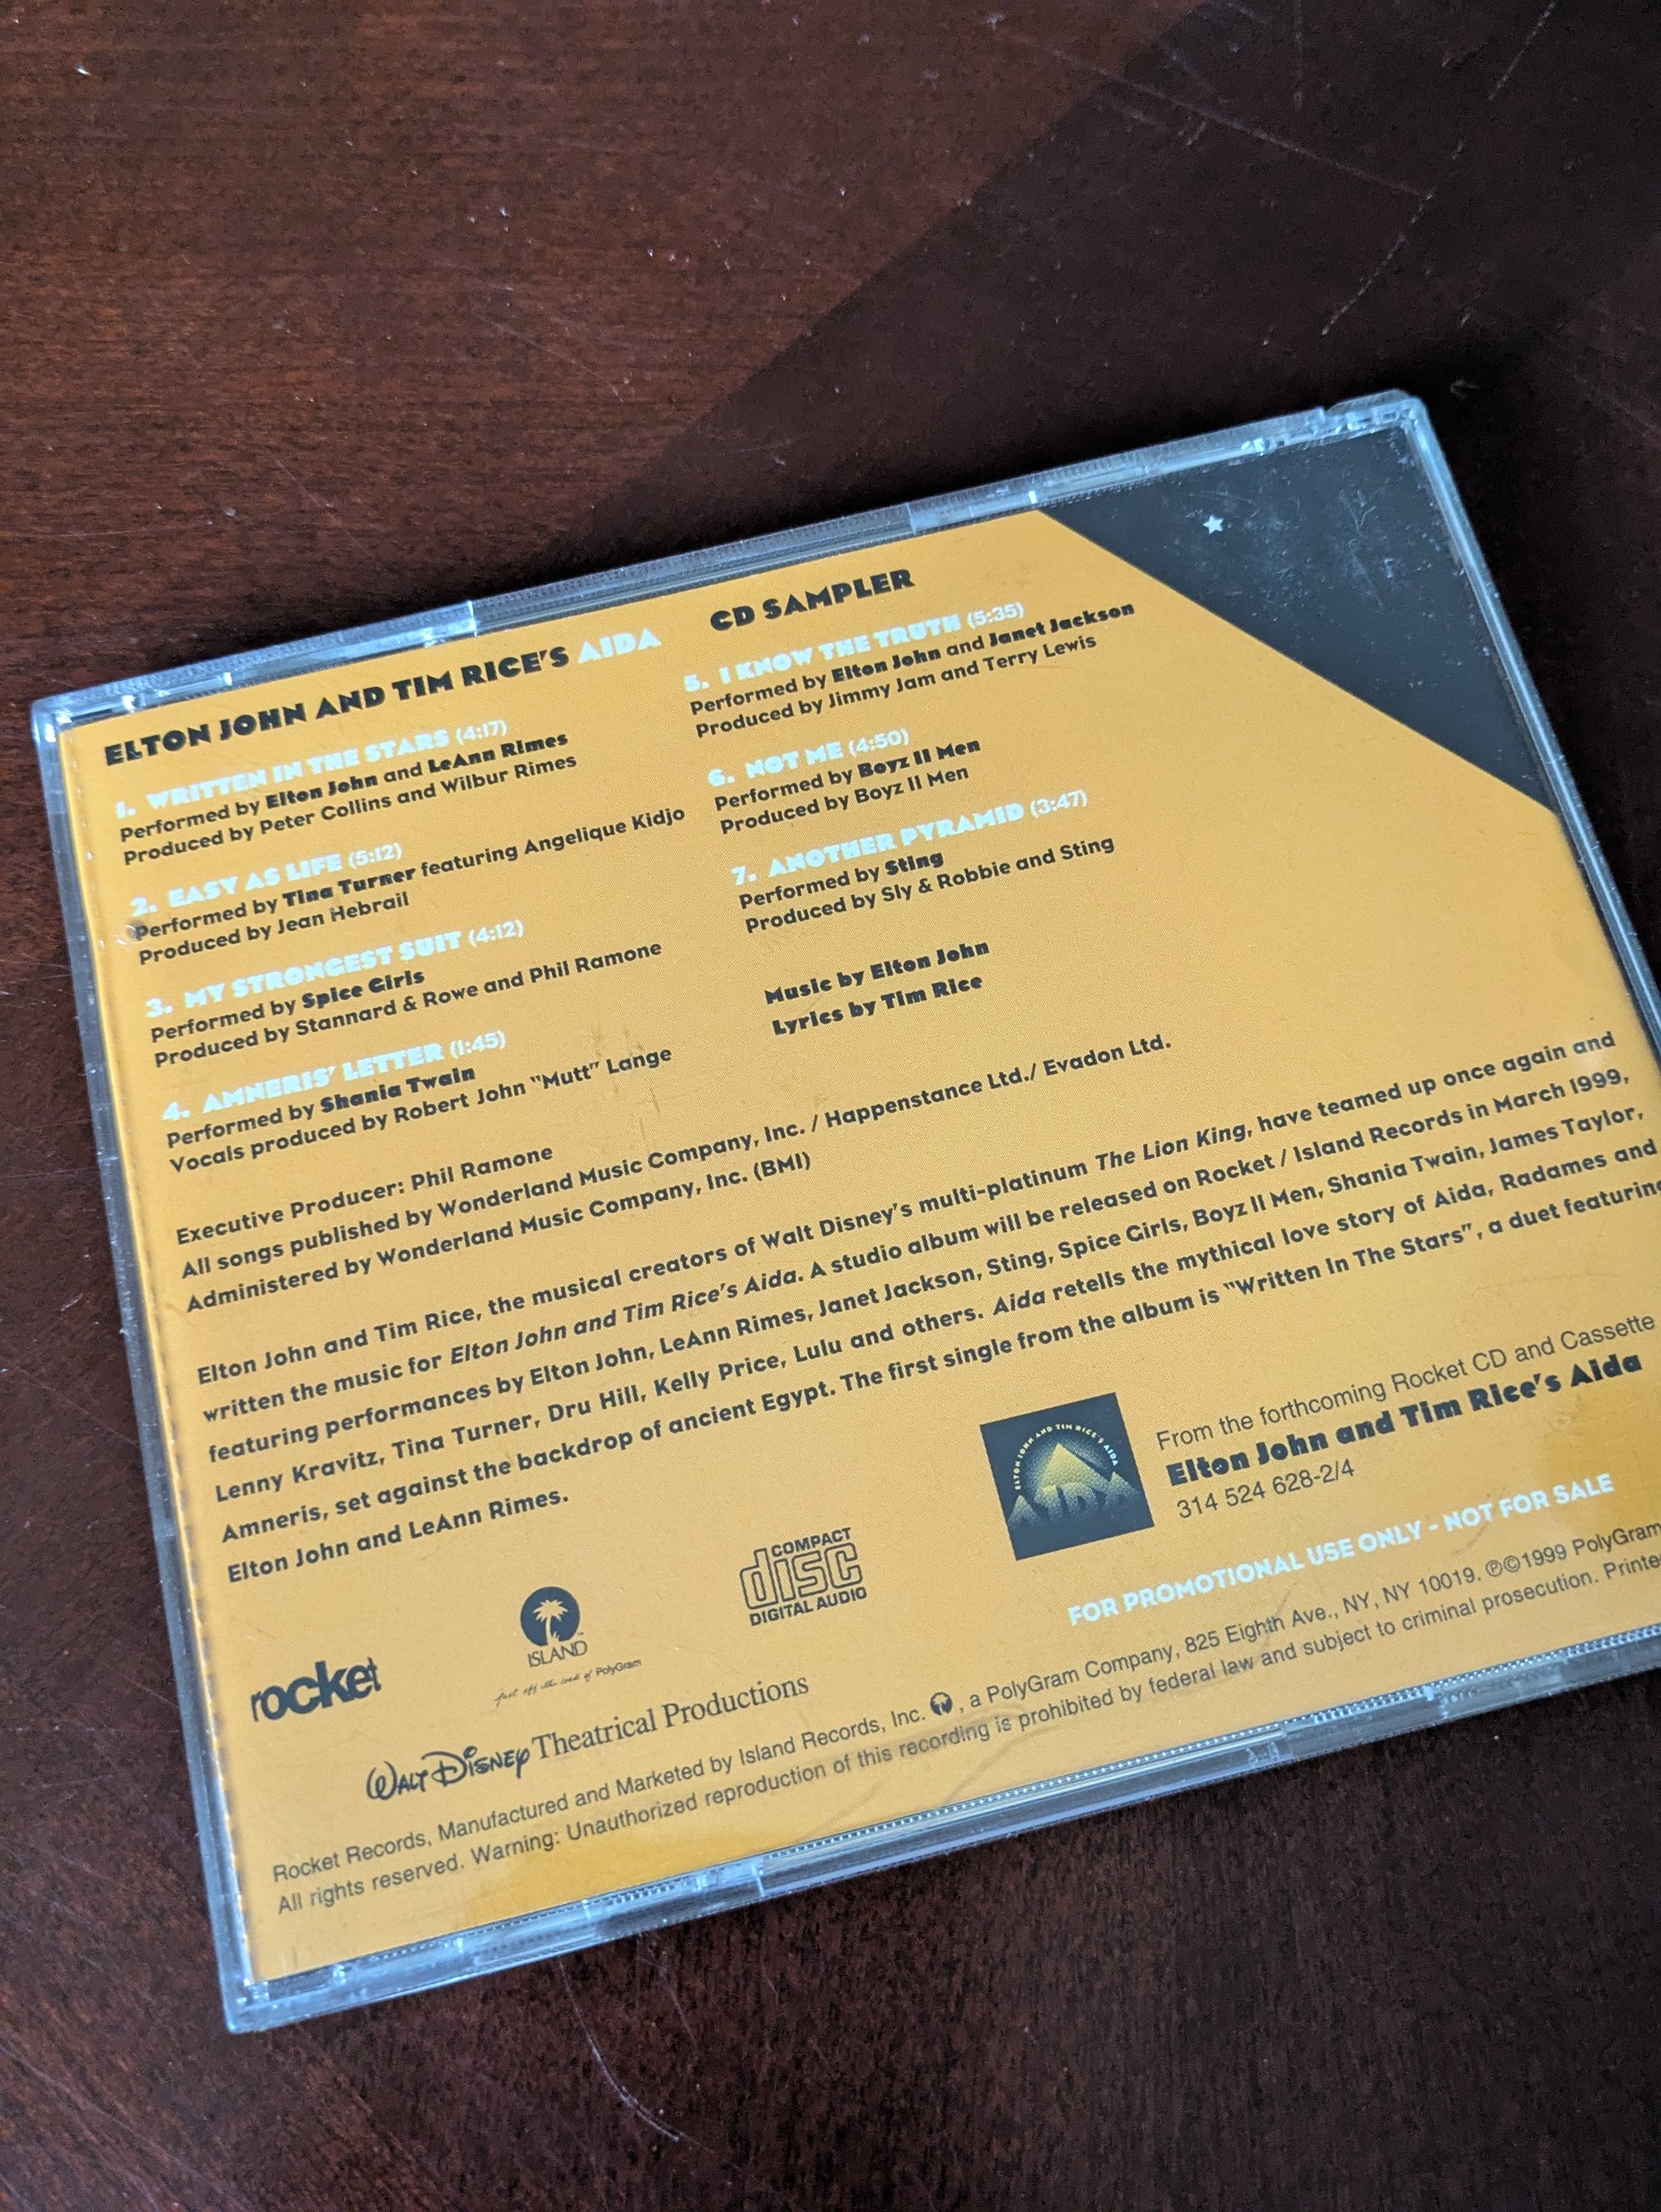 ELTON JOHN AND TIM RICE'S AIDA CD SAMPLER
1. WRITTEN IN THE STARS (4:17)
Performed by Elton John and LeAnn Rimes
Produced by Peter Collins and Wilbur Rimes
2. EASY AS LIFE (5:12)
Performed by Tina Turner featuring Angelique Kidjo
Produced by Jean Hebrail
3. MY STRONGEST SUIT (4:12)
Performed by Spice Girls
Produced by Stannard & Rowe and Phil Ramone
4. AMNERIS' LETTER (1:45)
Performed by Shania Twain
Vocals produced by Robert John "Mutt" Lange
5. I KNOW THE TRUTH (5:35)
Performed by Elton John and Janet Jackson
Produced by Jimmy Jam and Terry Lewis
6. NOT ME (4:50)
Performed by Boyz II Men
Produced by Boyz II Men
7. ANOTHER PYRAMID (3:47)
Performed by Sting
Produced by Sly & Robbie and Sting
Music by Elton John
Lyrics by Tim Rice
Executive Producer: Phil Ramone
All songs published by Wonderland Music Company, Inc. / Happenstance Ltd./ Evadon Ltd.
Administered by Wonderland Music Company, Inc. (BMI)
Elton John and Tim Rice, the musical creators of Walt Disney's multi-platinum The Lion King, have teamed up once again and
written the music for Elton John and Tim Rice's Aida. A studio album will be released on Rocket / Island Records in March 1999,
featuring performances by Elton John, LeAnn Rimes, Janet Jackson, Sting, Spice Girls, Boyz II Men, Shania Twain, James Taylor,
Lenny Kravitz, Tina Turner, Dru Hill, Kelly Price, Lulu and others. Aida retells the mythical love story of Aida, Radames and
Amneris, set against the backdrop of ancient Egypt. The first single from the album is "Written In The Stars", a duet featuring
Elton John and LeAnn Rimes.
ELTON JOHN AND TIM RICE'S AIDA
AIDA
From the forthcoming Rocket CD and Cassette
Elton John and Tim Rice's Aida
314 524 628-2/4
FOR PROMOTIONAL USE ONLY - NOT FOR SALE
rocket
ISLAND
PolyGram
COMPACT
disc
DIGITAL AUDIO
WALT DISNEY Theatrical Productions
Rocket Records, Manufactured and Marketed by Island Records, Inc. , a PolyGram Company, 825 Eighth Ave., NY, NY 10019. ℗©1999 PolyGram
All rights reserved. Warning: Unauthorized reproduction of this recording is prohibited by federal law and subject to criminal prosecution. Printe